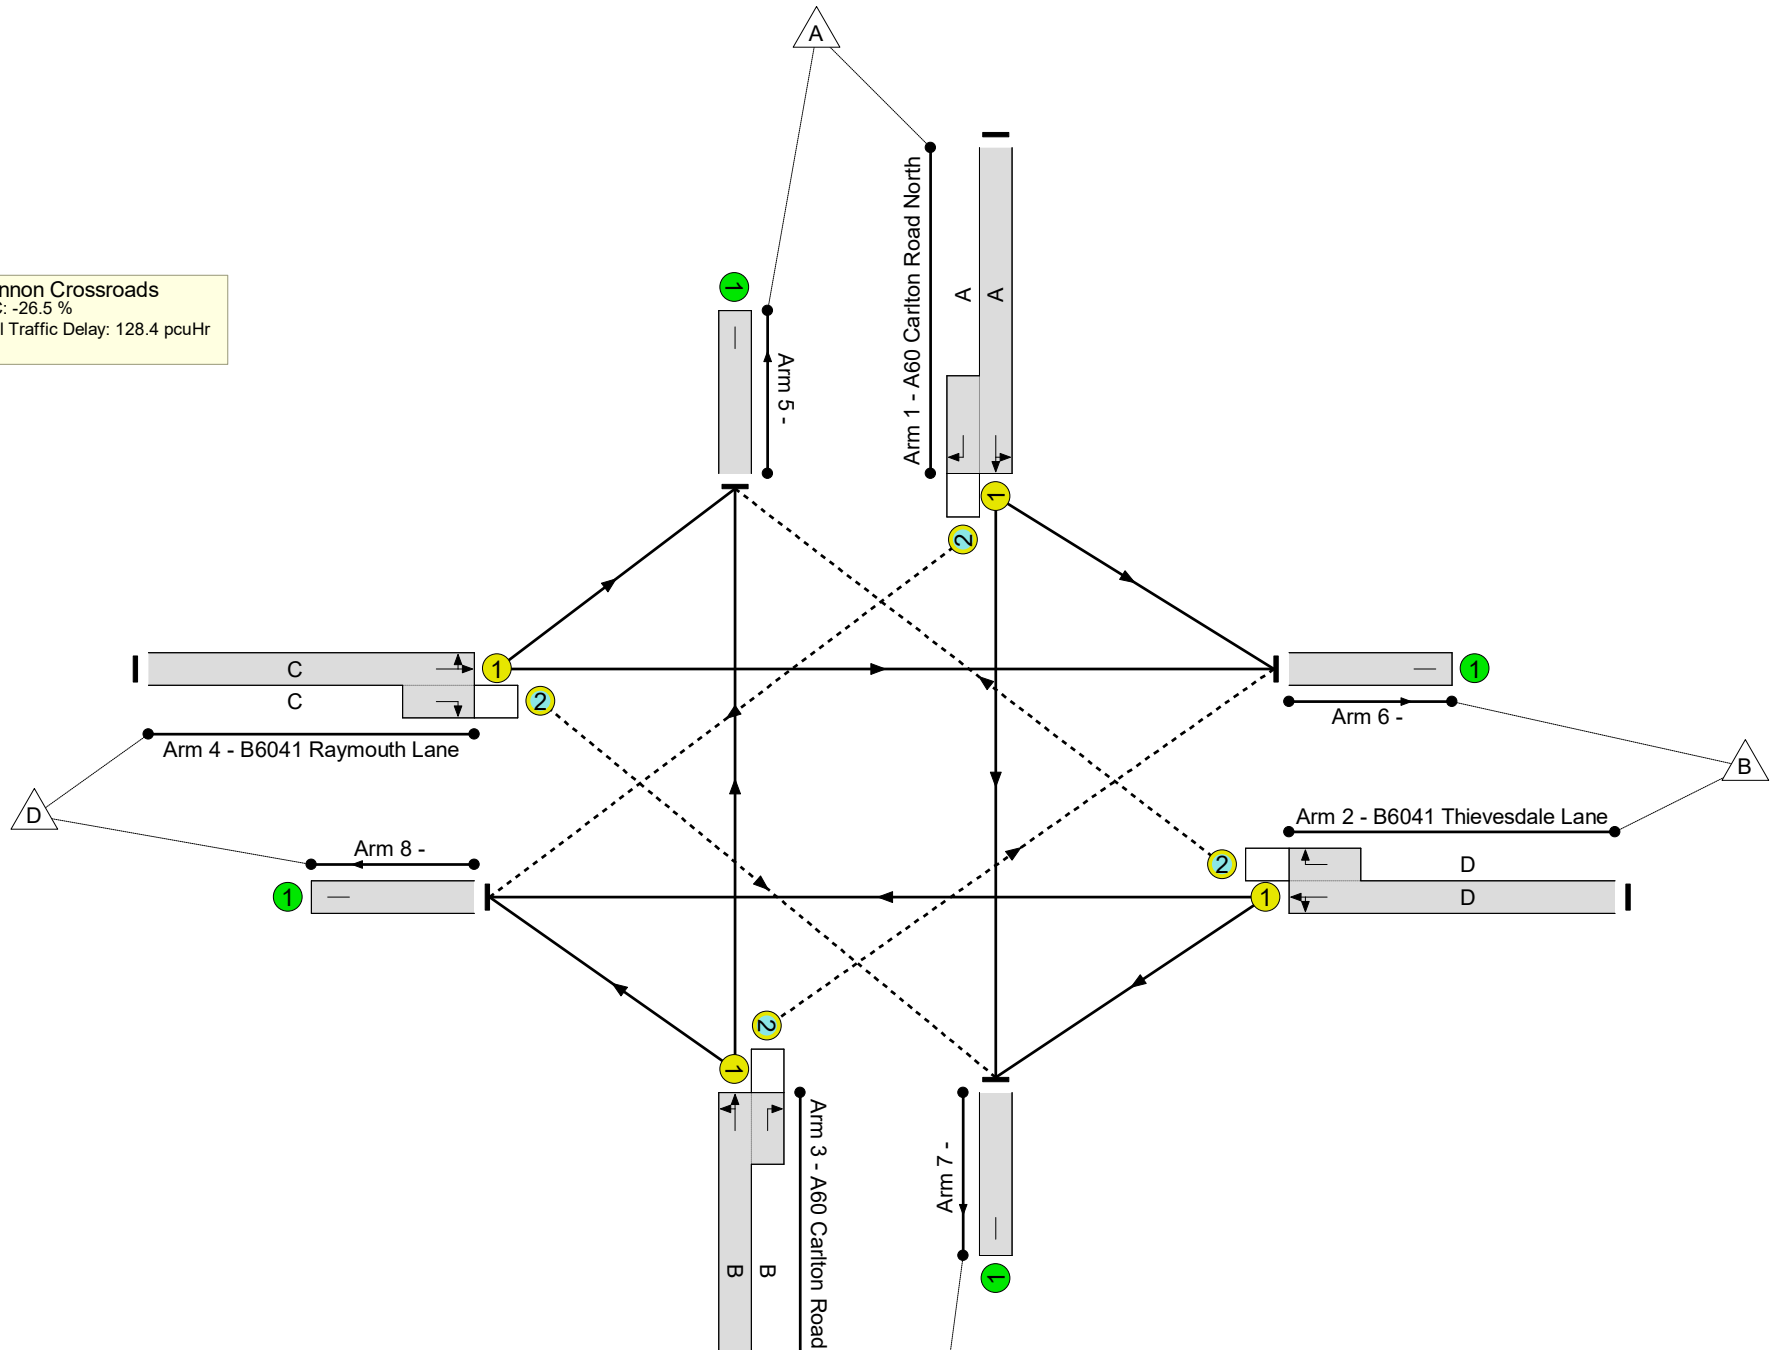 A
nnon Crossroads
C: -26.5 %
l Traffic Delay: 128.4 pcuHr
Arm 1 - A60 Carlton Road North
A
A
1
Arm 5 -
1
2
C
C
1
2
Arm 4 - B6041 Raymouth Lane
1
Arm 6 -
B
D
Arm 2 - B6041 Thievesdale Lane
Arm 8 -
1
2
1
D
D
2
1
Arm 3 - A60 Carlton Road
B
B
Arm 7 -
1